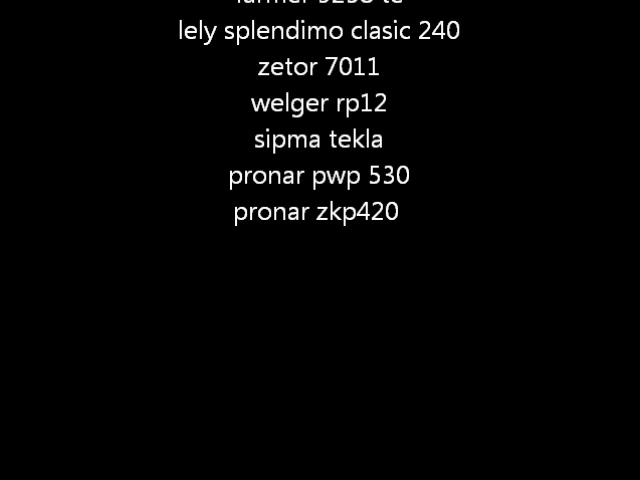 lely splendimo clasic 240
zetor 7011
welger rp12
sipma tekla
pronar pwp 530
pronar zkp420